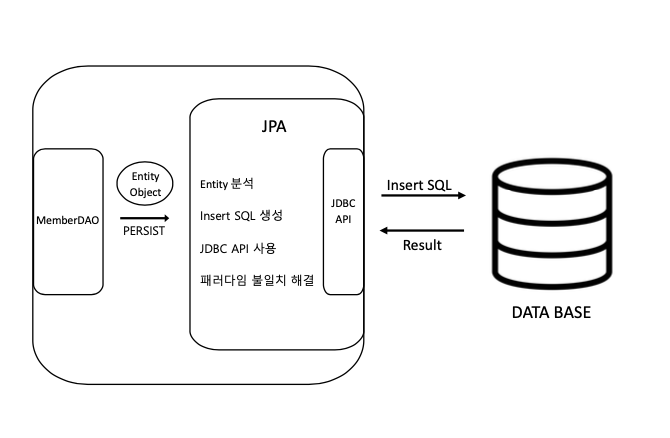 JPA
Entity
Object
MemberDAO
PERSIST
Entity 분석
Insert SQL 생성
JDBC API 사용
패러다임 불일치 해결
JDBC
API
Insert SQL
Result
DATA BASE